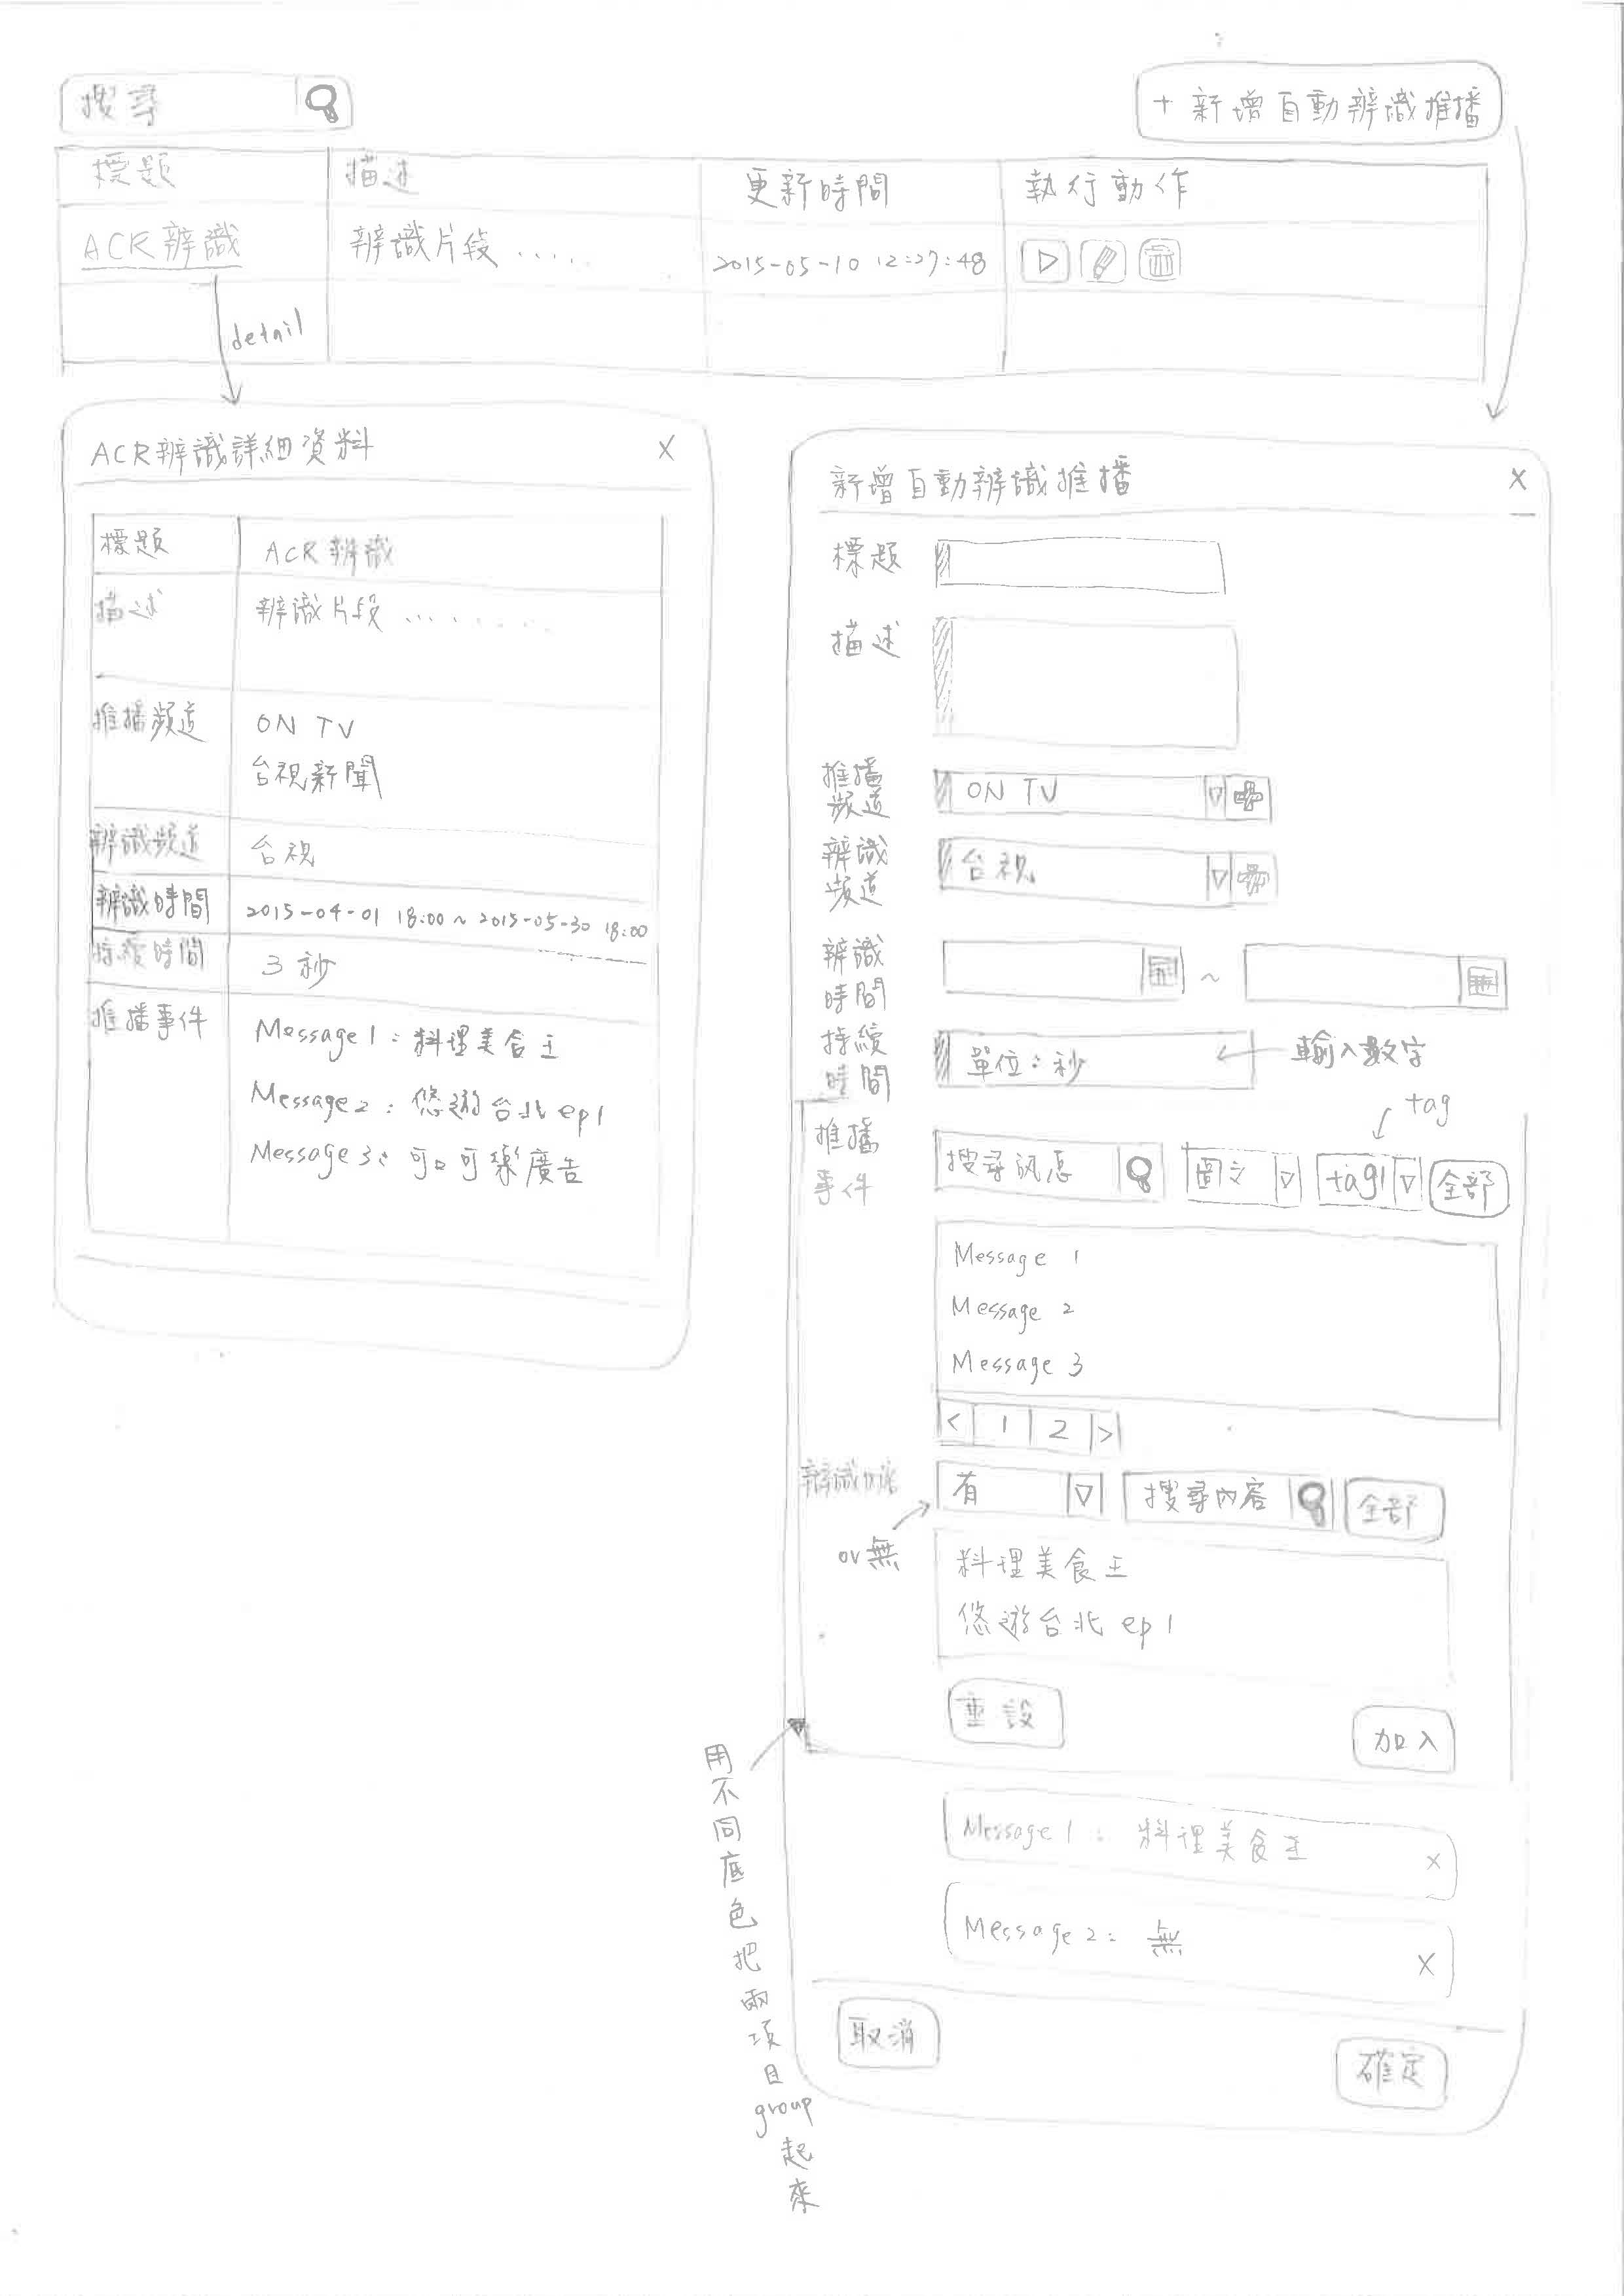 搜尋
+ 新增自動辨識推播
標題 描述 更新時間 執行動作
ACR辨識 辨識片段 ..... 2015-05-10 12:27:48
detail
ACR辨識詳細資料 X
標題 ACR 辨識
描述 辨識片段 ........
推播頻道 ON TV
台視新聞
辨識頻道 台視
辨識時間 2015-04-01 18:00 ~ 2015-05-30 18:00
持續時間 3 秒
推播事件 Message 1: 料理美食王
Message 2: 悠遊台北 ep1
Message 3: 可口可樂廣告
新增自動辨識推播 X
標題
描述
推播
頻道 ON TV
辨識
頻道 台視
辨識
時間 ~
持續
時間 單位:秒 輸入數字
tag
推播
事件 搜尋訊息 圖文 tag1 全部
Message 1
Message 2
Message 3
< 1 2 >
辨識 有 搜尋內容 全部
or 無
料理美食王
悠遊台北 ep1
重設 加入
Message 1: 料理美食王 X
Message 2: 無 X
取消 確定
用不同底色把兩項目group起來